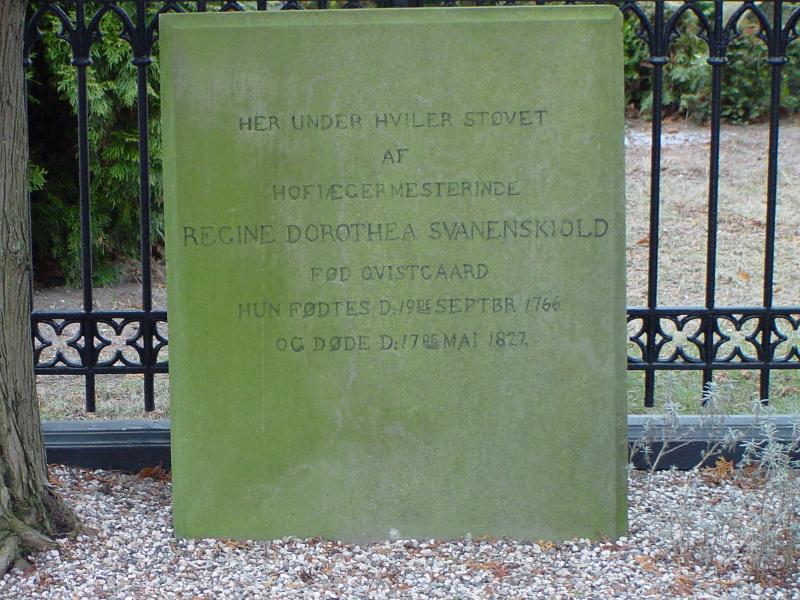 HER UNDER HVILER STØVET
AF
HOFIÆGERMESTERINDE
REGINE DOROTHEA SVANENSKIOLD
FØD QVISTGAARD
HUN FØDTES D: 19DE SEPTBR 1766
OG DØDE D: 17DE MAI 1827.